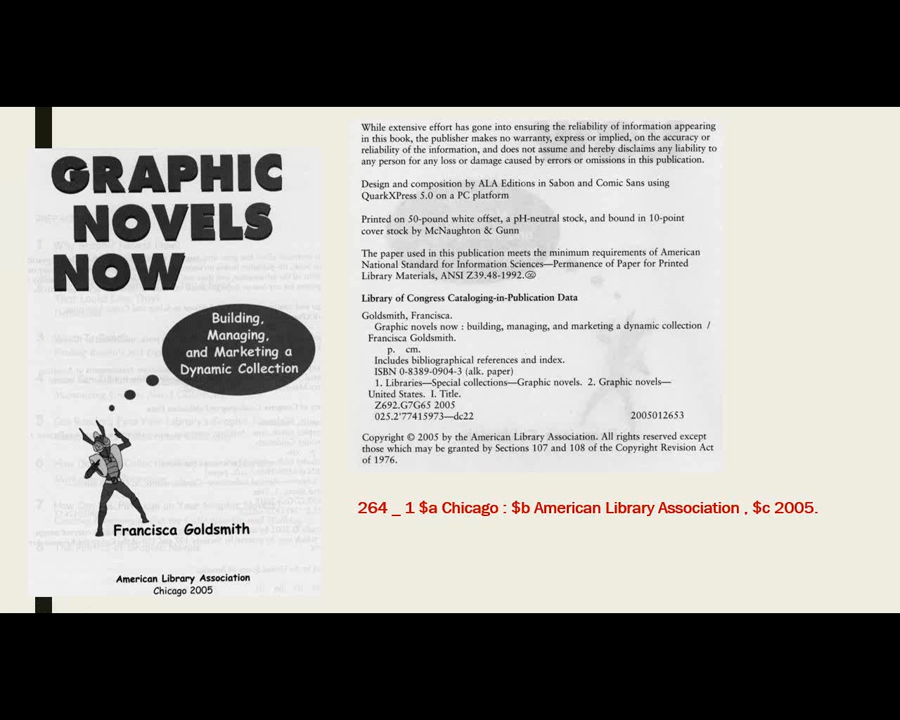 GRAPHIC
NOVELS
NOW
Building,
Managing,
and Marketing a
Dynamic Collection
Francisca Goldsmith
American Library Association
Chicago 2005
While extensive effort has gone into ensuring the reliability of information appearing
in this book, the publisher makes no warranty, express or implied, on the accuracy or
reliability of the information, and does not assume and hereby disclaims any liability to
any person for any loss or damage caused by errors or omissions in this publication.
Design and composition by ALA Editions in Sabon and Comic Sans using
QuarkXPress 5.0 on a PC platform
Printed on 50-pound white offset, a pH-neutral stock, and bound in 10-point
cover stock by McNaughton & Gunn
The paper used in this publication meets the minimum requirements of American
National Standard for Information Sciences—Permanence of Paper for Printed
Library Materials, ANSI Z39.48-1992.♾
Library of Congress Cataloging-in-Publication Data
Goldsmith, Francisca.
Graphic novels now : building, managing, and marketing a dynamic collection /
Francisca Goldsmith.
p. cm.
Includes bibliographical references and index.
ISBN 0-8389-0904-3 (alk. paper)
1. Libraries—Special collections—Graphic novels. 2. Graphic novels—
United States. I. Title.
Z692.G7G65 2005
025.2'77415973—dc22 2005012653
Copyright © 2005 by the American Library Association. All rights reserved except
those which may be granted by Sections 107 and 108 of the Copyright Revision Act
of 1976.
264 _ 1 $a Chicago : $b American Library Association , $c 2005.